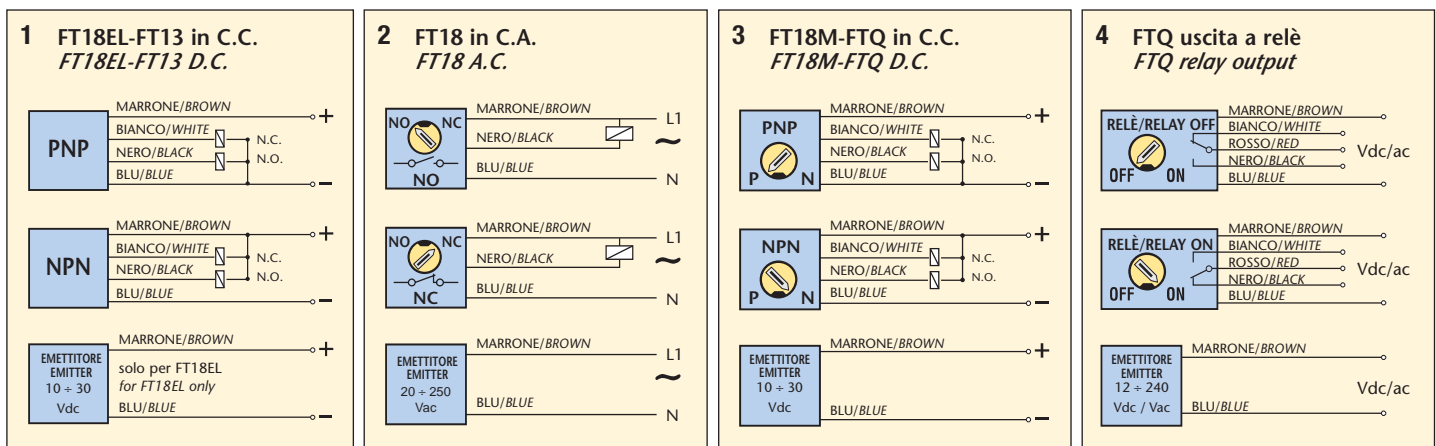 1 FT18EL-FT13 in C.C.
FT18EL-FT13 D.C.
PNP
MARRONE/BROWN
+
BIANCO/WHITE
N.C.
NERO/BLACK
N.O.
BLU/BLUE
–
NPN
MARRONE/BROWN
+
BIANCO/WHITE
N.C.
NERO/BLACK
N.O.
BLU/BLUE
–
EMETTITORE
EMITTER
10 ÷ 30
Vdc
MARRONE/BROWN
+
solo per FT18EL
for FT18EL only
BLU/BLUE
–
2 FT18 in C.A.
FT18 A.C.
NO NC
NO
MARRONE/BROWN
L1
~
NERO/BLACK
BLU/BLUE
N
NO NC
NC
MARRONE/BROWN
L1
~
NERO/BLACK
BLU/BLUE
N
EMETTITORE
EMITTER
20 ÷ 250
Vac
MARRONE/BROWN
L1
~
BLU/BLUE
N
3 FT18M-FTQ in C.C.
FT18M-FTQ D.C.
PNP
P N
MARRONE/BROWN
+
BIANCO/WHITE
N.C.
NERO/BLACK
N.O.
BLU/BLUE
–
NPN
P N
MARRONE/BROWN
+
BIANCO/WHITE
N.C.
NERO/BLACK
N.O.
BLU/BLUE
–
EMETTITORE
EMITTER
10 ÷ 30
Vdc
MARRONE/BROWN
+
BLU/BLUE
–
4 FTQ uscita a relè
FTQ relay output
RELÈ/RELAY OFF
OFF ON
MARRONE/BROWN
BIANCO/WHITE
ROSSO/RED
Vdc/ac
NERO/BLACK
BLU/BLUE
RELÈ/RELAY ON
OFF ON
MARRONE/BROWN
BIANCO/WHITE
ROSSO/RED
Vdc/ac
NERO/BLACK
BLU/BLUE
EMETTITORE
EMITTER
12 ÷ 240
Vdc / Vac
MARRONE/BROWN
Vdc/ac
BLU/BLUE